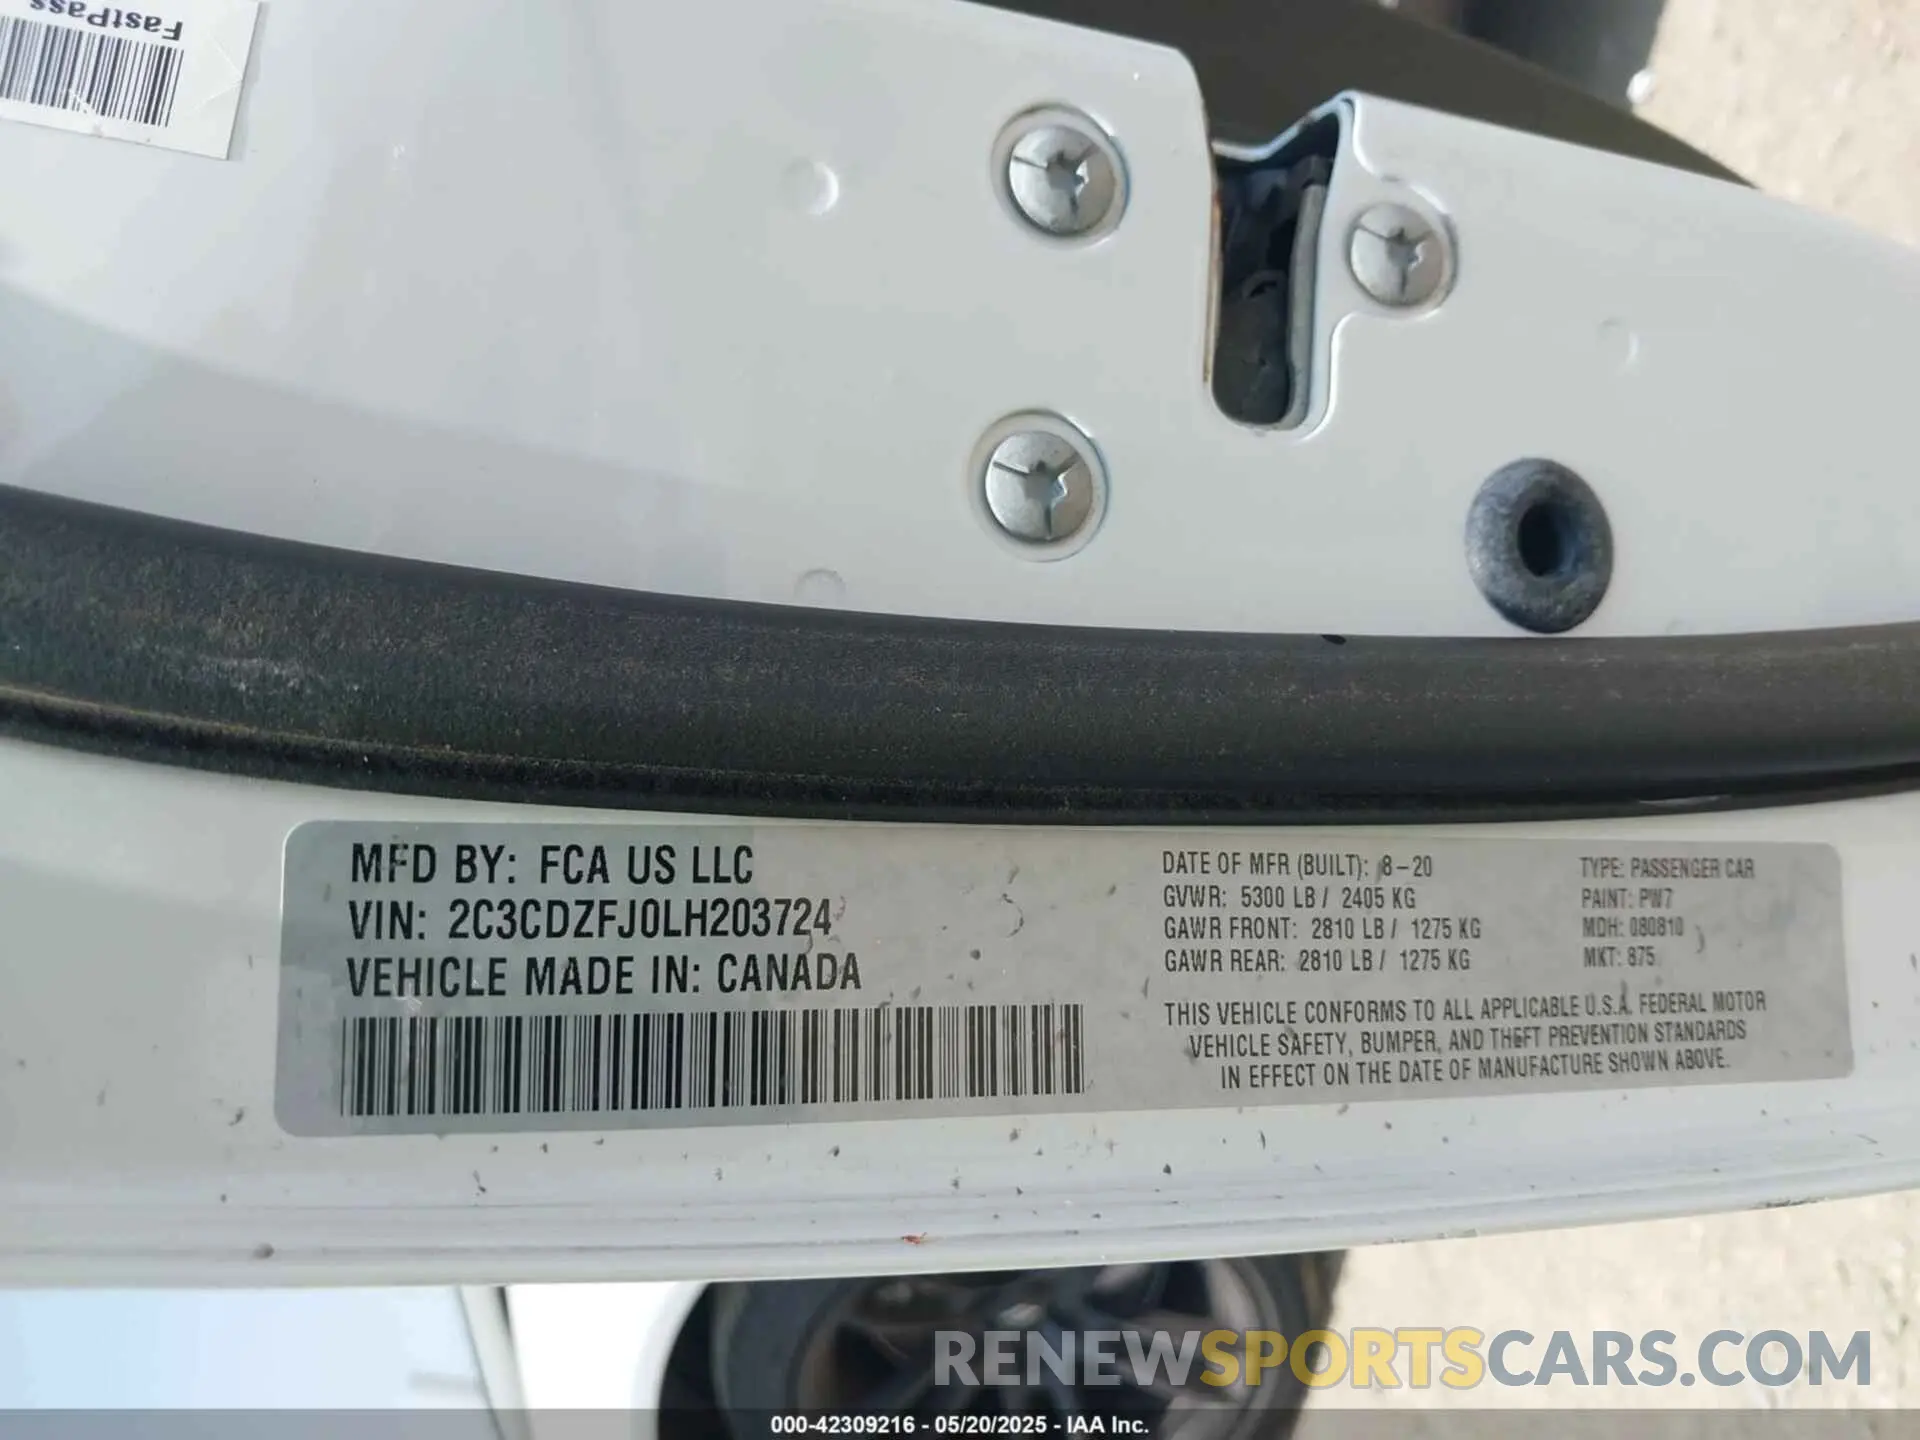 FastPass
MFD BY: FCA US LLC
VIN: 2C3CDZFJ0LH203724
VEHICLE MADE IN: CANADA
DATE OF MFR (BUILT): 8-20
GVWR: 5300 LB / 2405 KG
GAWR FRONT: 2810 LB / 1275 KG
GAWR REAR: 2810 LB / 1275 KG
TYPE: PASSENGER CAR
PAINT: PW7
MDH: 080810
MKT: 875
THIS VEHICLE CONFORMS TO ALL APPLICABLE U.S.A. FEDERAL MOTOR
VEHICLE SAFETY, BUMPER, AND THEFT PREVENTION STANDARDS
IN EFFECT ON THE DATE OF MANUFACTURE SHOWN ABOVE.
RENEWSPORTSCARS.COM
000-42309216 - 05/20/2025 - IAA Inc.